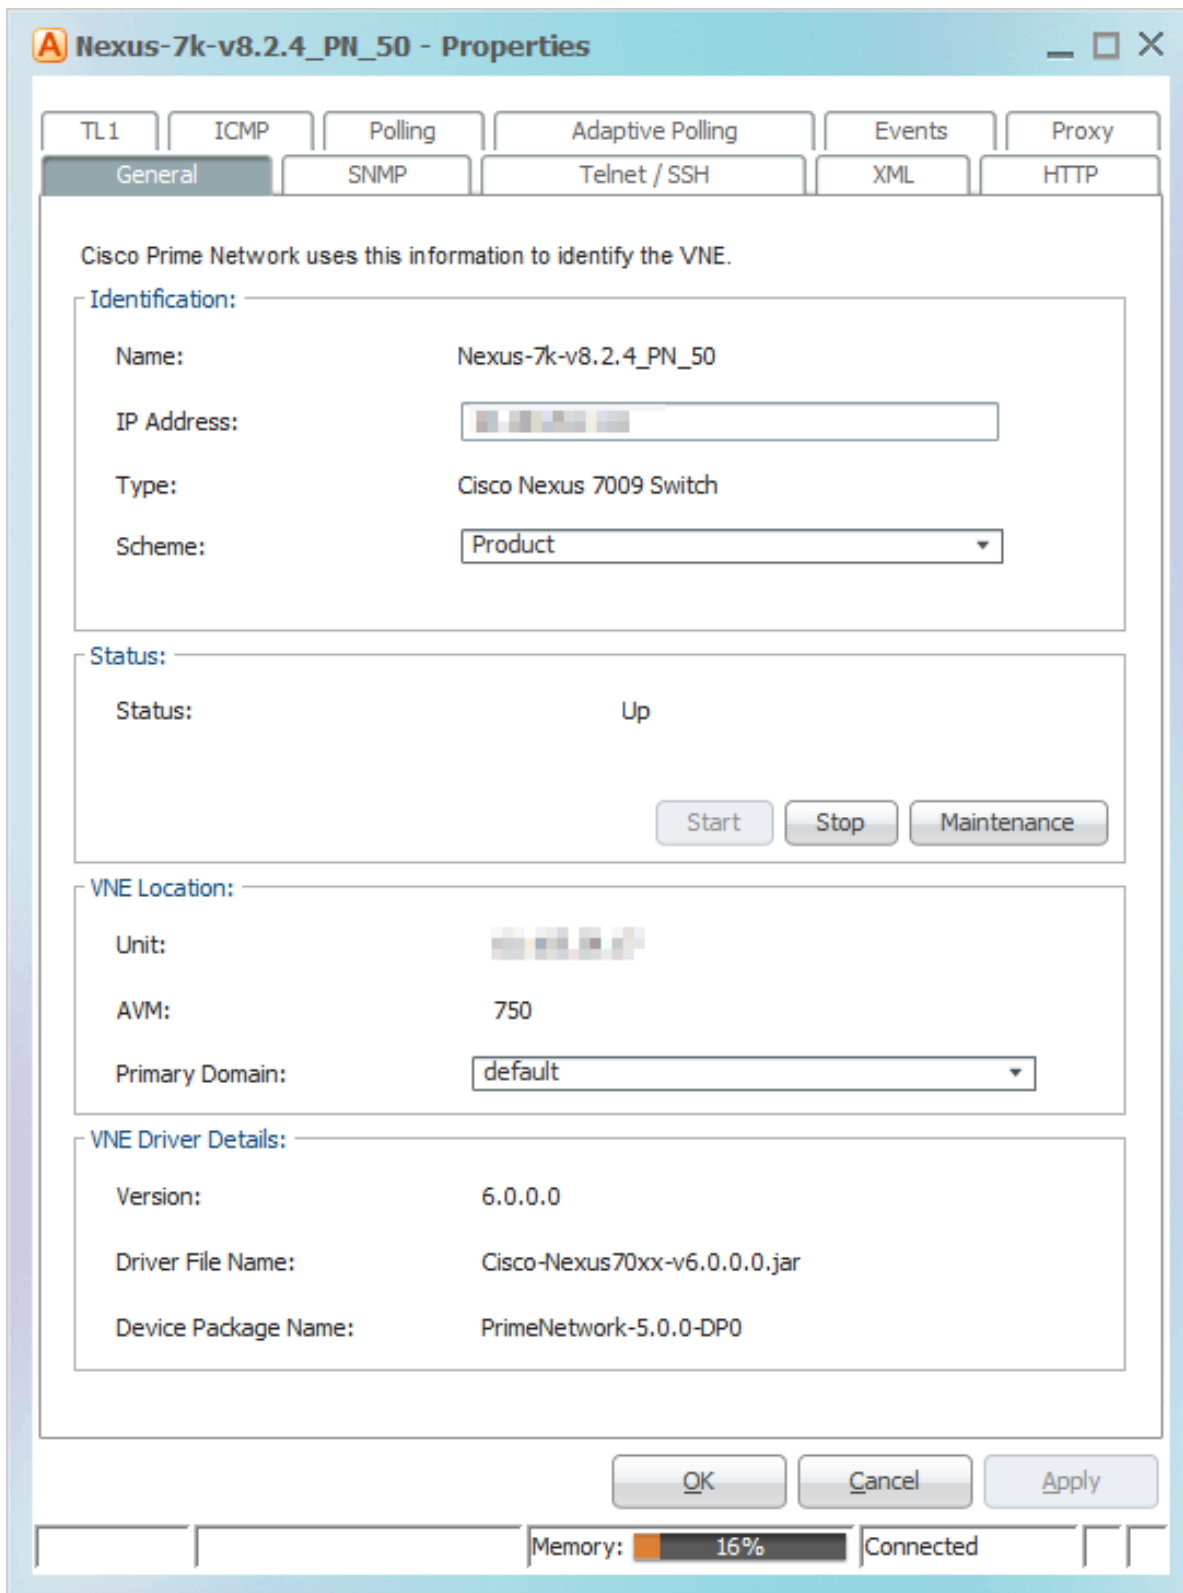 A Nexus-7k-v8.2.4_PN_50 - Properties
TL1 ICMP Polling Adaptive Polling Events Proxy
General SNMP Telnet / SSH XML HTTP
Cisco Prime Network uses this information to identify the VNE.
Identification:
Name: Nexus-7k-v8.2.4_PN_50
IP Address:
Type: Cisco Nexus 7009 Switch
Scheme: Product
Status:
Status: Up
Start Stop Maintenance
VNE Location:
Unit:
AVM: 750
Primary Domain: default
VNE Driver Details:
Version: 6.0.0.0
Driver File Name: Cisco-Nexus70xx-v6.0.0.0.jar
Device Package Name: PrimeNetwork-5.0.0-DP0
OK Cancel Apply
Memory: 16% Connected